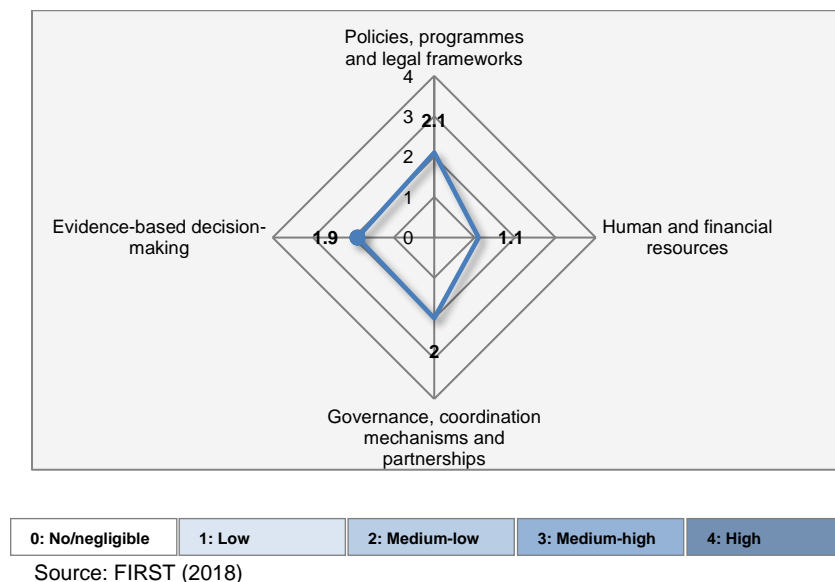 Policies, programmes
and legal frameworks
4
3
2.1
2
1
Evidence-based decision-
making
1.9
0
1.1
Human and financial
resources
2
Governance, coordination
mechanisms and
partnerships
0: No/negligible
1: Low
2: Medium-low
3: Medium-high
4: High
Source: FIRST (2018)